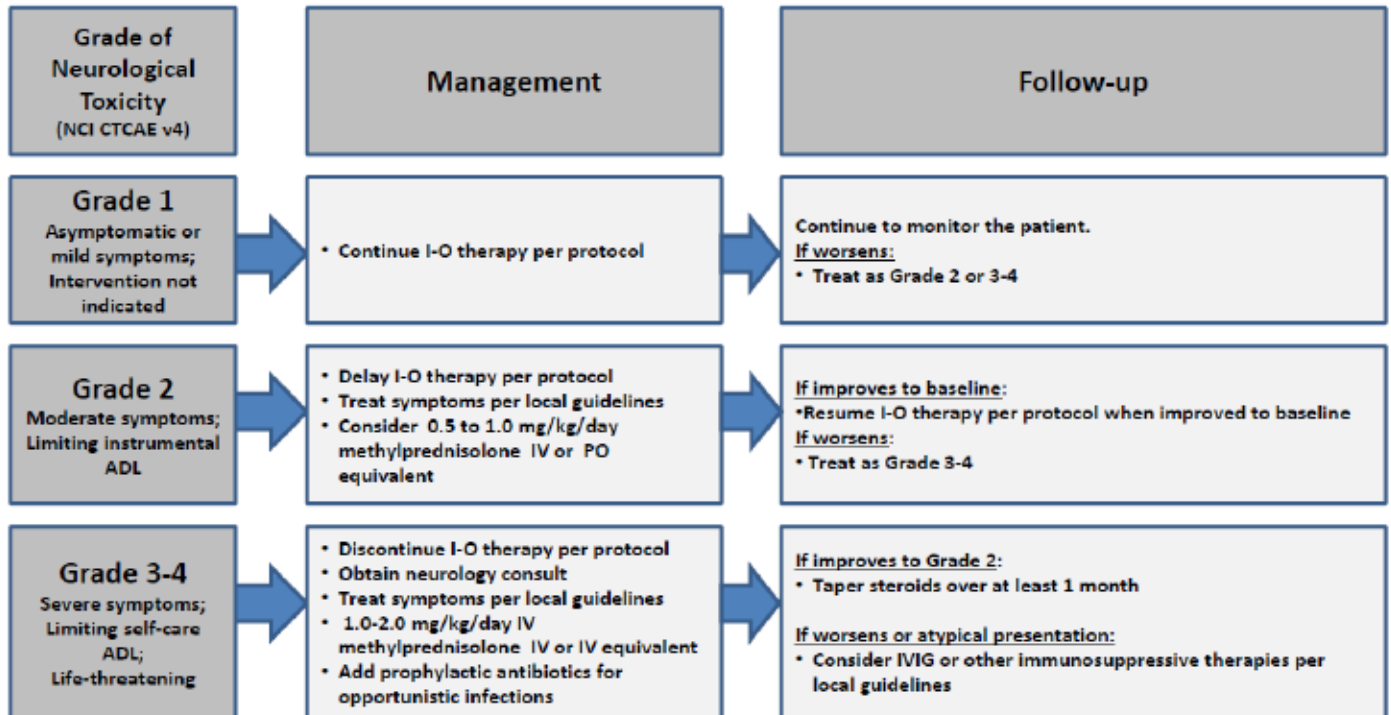 Grade of
Neurological
Toxicity
(NCI CTCAE v4)
Management
Follow-up
Grade 1
Asymptomatic or
mild symptoms;
Intervention not
indicated
• Continue I-O therapy per protocol
Continue to monitor the patient.
If worsens:
• Treat as Grade 2 or 3-4
Grade 2
Moderate symptoms;
Limiting instrumental
ADL
• Delay I-O therapy per protocol
• Treat symptoms per local guidelines
• Consider 0.5 to 1.0 mg/kg/day
methylprednisolone IV or PO
equivalent
If improves to baseline:
•Resume I-O therapy per protocol when improved to baseline
If worsens:
• Treat as Grade 3-4
Grade 3-4
Severe symptoms;
Limiting self-care
ADL;
Life-threatening
• Discontinue I-O therapy per protocol
• Obtain neurology consult
• Treat symptoms per local guidelines
• 1.0-2.0 mg/kg/day IV
methylprednisolone IV or IV equivalent
• Add prophylactic antibiotics for
opportunistic infections
If improves to Grade 2:
• Taper steroids over at least 1 month
If worsens or atypical presentation:
• Consider IVIG or other immunosuppressive therapies per
local guidelines